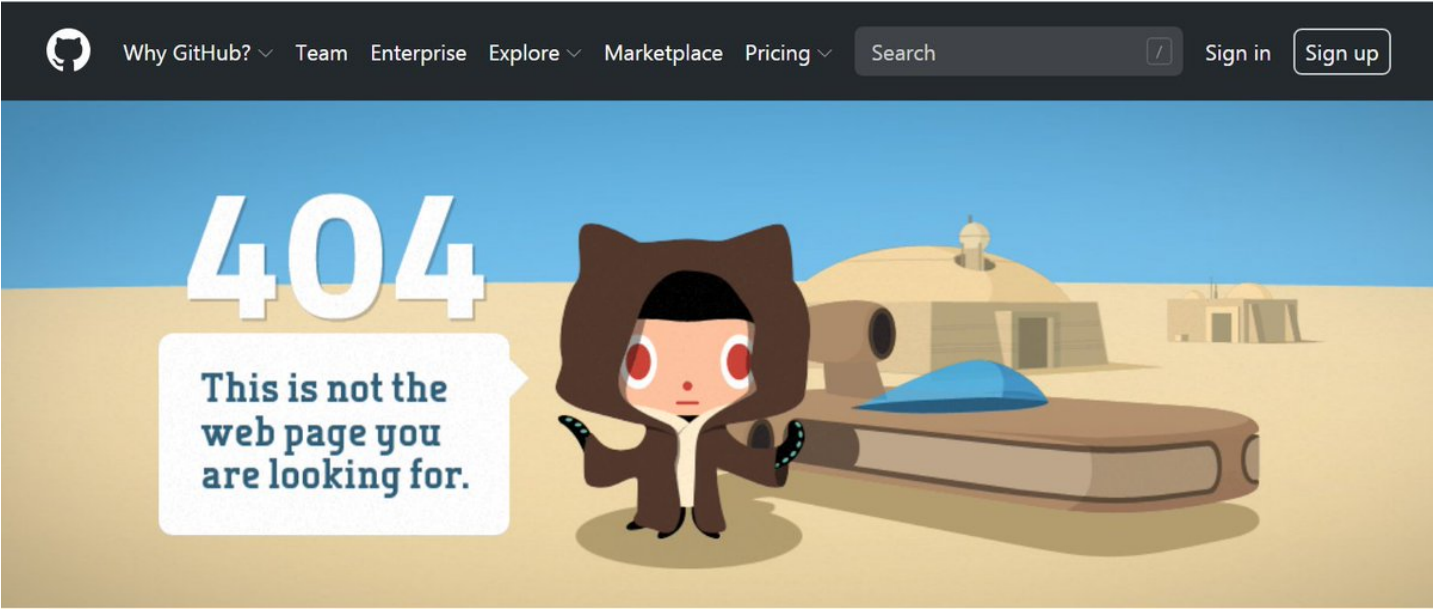 Why GitHub? Team Enterprise Explore Marketplace Pricing Search / Sign in Sign up
404
This is not the
web page you
are looking for.